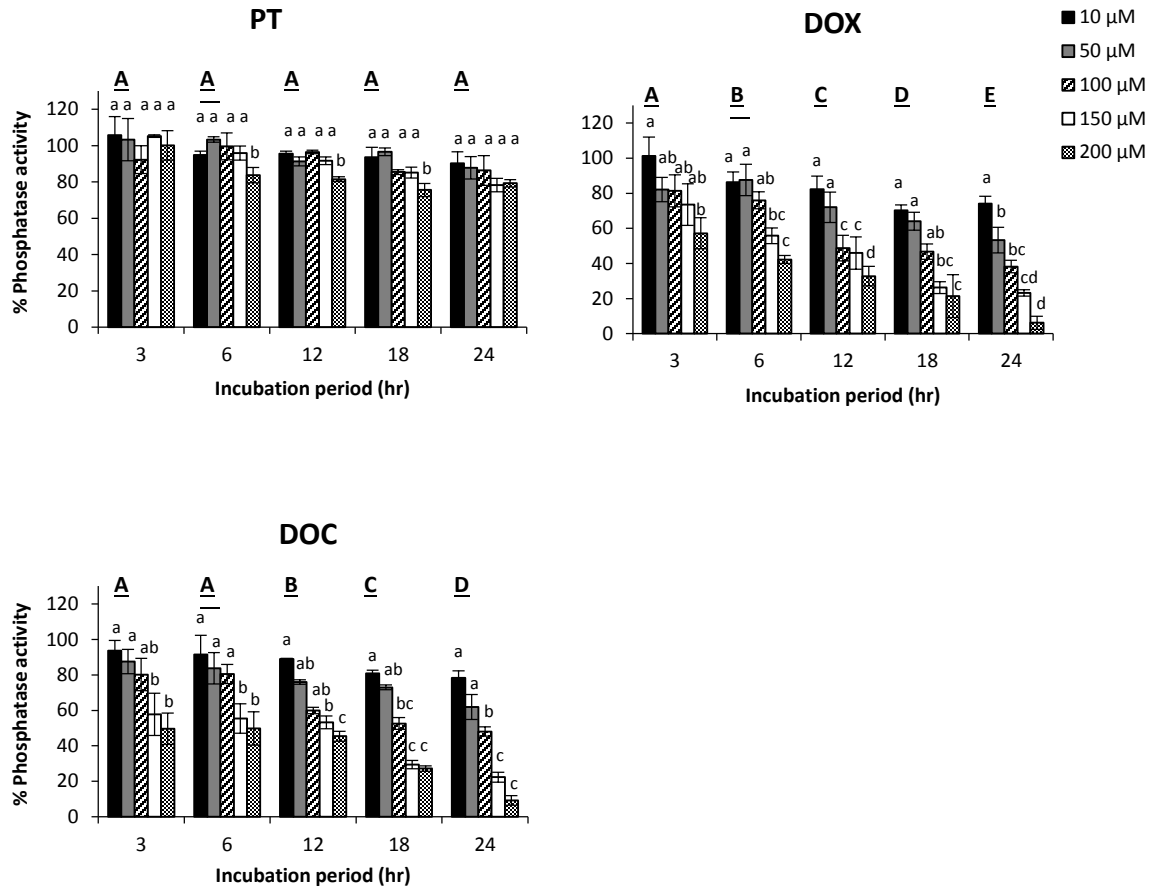 PT
A A A A A
a a a a a a a a a b a a a a b a a a a b a a a a a
120
100
80
60
40
20
0
% Phosphatase activity
3 6 12 18 24
Incubation period (hr)
DOX
A B C D E
a ab ab ab b a a ab bc c a a c c d a a ab bc c a b bc cd d
120
100
80
60
40
20
0
% Phosphatase activity
3 6 12 18 24
Incubation period (hr)
10 µM
50 µM
100 µM
150 µM
200 µM
DOC
A A B C D
a a ab b b a a a b b a ab ab b c a ab bc c c a a b c c
120
100
80
60
40
20
0
% Phosphatase activity
3 6 12 18 24
Incubation period (hr)